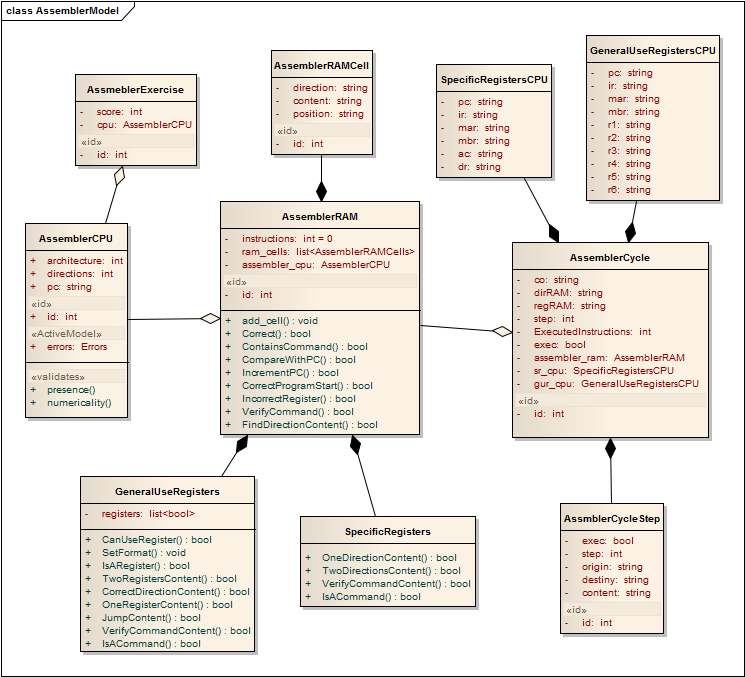 class AssemblerModel
AssmeblerExercise
- score: int
- cpu: AssemblerCPU
«id»
- id: int
AssemblerRAMCell
- direction: string
- content: string
- position: string
«id»
- id: int
SpecificRegistersCPU
- pc: string
- ir: string
- mar: string
- mbr: string
- ac: string
- dr: string
GeneralUseRegistersCPU
- pc: string
- ir: string
- mar: string
- mbr: string
- r1: string
- r2: string
- r3: string
- r4: string
- r5: string
- r6: string
AssemblerCPU
+ architecture: int
+ directions: int
+ pc: string
«id»
+ id: int
«ActiveModel»
+ errors: Errors
«validates»
+ presence()
+ numericality()
AssemblerRAM
- instructions: int = 0
- ram_cells: list<AssemblerRAMCells>
- assembler_cpu: AssemblerCPU
«id»
- id: int
+ add_cell() : void
+ Correct() : bool
+ ContainsCommand() : bool
+ CompareWithPC() : bool
+ IncrementPC() : bool
+ CorrectProgramStart() : bool
+ IncorrectRegister() : bool
+ VerifyCommand() : bool
+ FindDirectionContent() : bool
AssemblerCycle
- co: string
- dirRAM: string
- regRAM: string
- step: int
- ExecutedInstructions: int
- exec: bool
- assembler_ram: AssemblerRAM
- sr_cpu: SpecificRegistersCPU
- gur_cpu: GeneralUseRegistersCPU
«id»
- id: int
GeneralUseRegisters
- registers: list<bool>
+ CanUseRegister() : bool
+ SetFormat() : void
+ IsARegister() : bool
+ TwoRegistersContent() : bool
+ CorrectDirectionContent() : bool
+ OneRegisterContent() : bool
+ JumpContent() : bool
+ VerifyCommandContent() : bool
+ IsACommand() : bool
SpecificRegisters
+ OneDirectionContent() : bool
+ TwoDirectionsContent() : bool
+ VerifyCommandContent() : bool
+ IsACommand() : bool
AssmblerCycleStep
- exec: bool
- step: int
- origin: string
- destiny: string
- content: string
«id»
- id: int